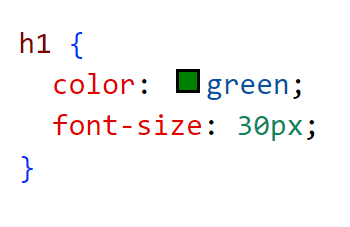 h1 {
  color: green;
  font-size: 30px;
}